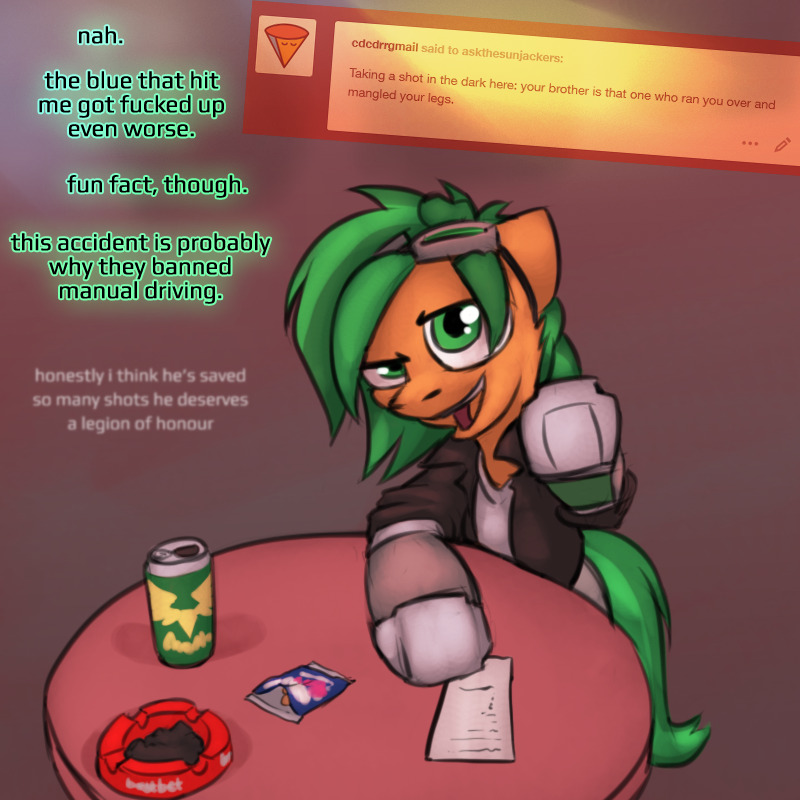 nah.
the blue that hit
me got fucked up
even worse.
fun fact, though.
this accident is probably
why they banned
manual driving.
honestly i think he's saved
so many shots he deserves
a legion of honour
cdcdrrgmail said to askthesunjackers:
Taking a shot in the dark here: your brother is that one who ran you over and
mangled your legs.